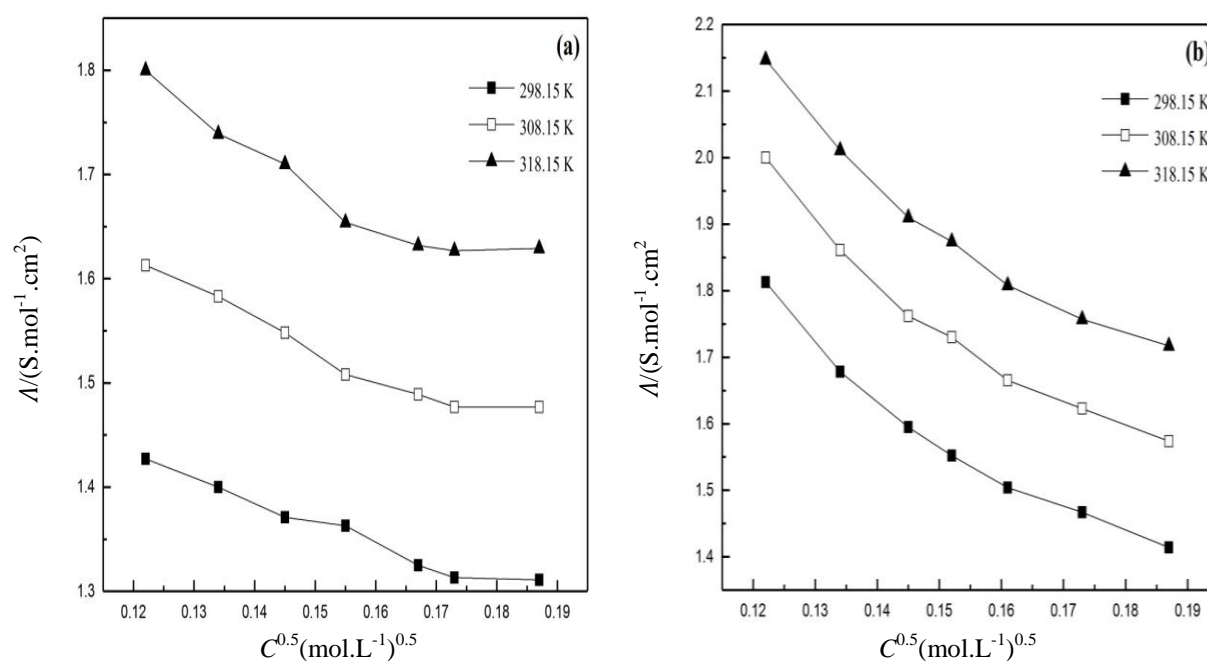 (a)
298.15 K
308.15 K
318.15 K
1.8
1.7
1.6
1.5
1.4
1.3
Λ/(S.mol⁻¹.cm²)
0.12 0.13 0.14 0.15 0.16 0.17 0.18 0.19
C⁰·⁵(mol.L⁻¹)⁰·⁵
(b)
298.15 K
308.15 K
318.15 K
2.2
2.1
2.0
1.9
1.8
1.7
1.6
1.5
1.4
Λ/(S.mol⁻¹.cm²)
0.12 0.13 0.14 0.15 0.16 0.17 0.18 0.19
C⁰·⁵(mol.L⁻¹)⁰·⁵